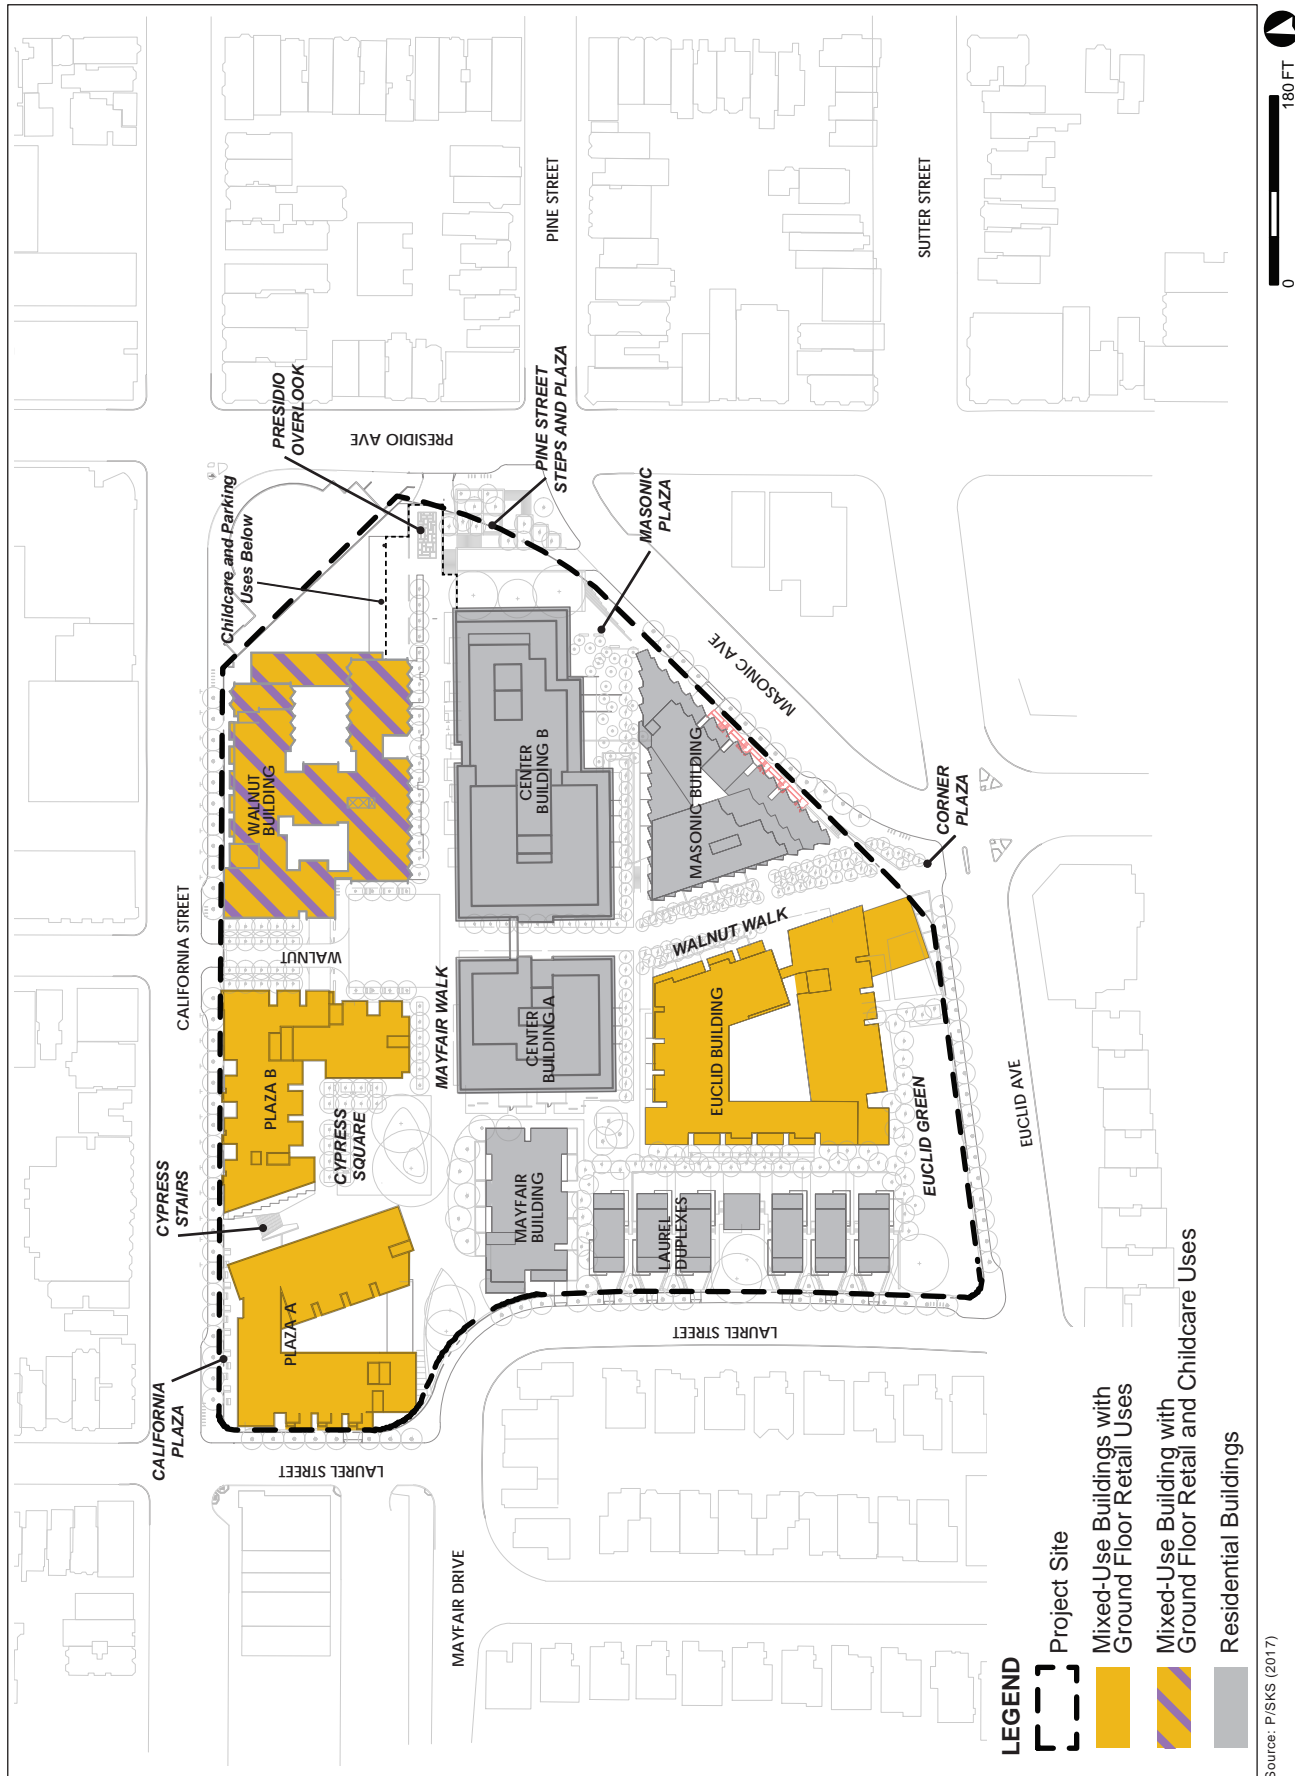 CALIFORNIA
PLAZA
CYPRESS
STAIRS
CALIFORNIA STREET
Childcare and Parking
Uses Below
PRESIDIO
OVERLOOK
PRESIDIO AVE
PINE STREET
PINE STREET
STEPS AND PLAZA
MASONIC
PLAZA
SUTTER STREET
LAUREL STREET
PLAZA A
PLAZA B
CYPRESS
SQUARE
WALNUT
WALNUT
BUILDING
MAYFAIR WALK
MAYFAIR DRIVE
MAYFAIR
BUILDING
CENTER
BUILDING A
CENTER
BUILDING B
LAUREL
DUPLEXES
LAUREL STREET
EUCLID BUILDING
WALNUT WALK
MASONIC BUILDING
MASONIC AVE
EUCLID GREEN
CORNER
PLAZA
EUCLID AVE
LEGEND
Project Site
Mixed-Use Buildings with
Ground Floor Retail Uses
Mixed-Use Building with
Ground Floor Retail and Childcare Uses
Residential Buildings
0
180 FT
Source: P/SKS (2017)